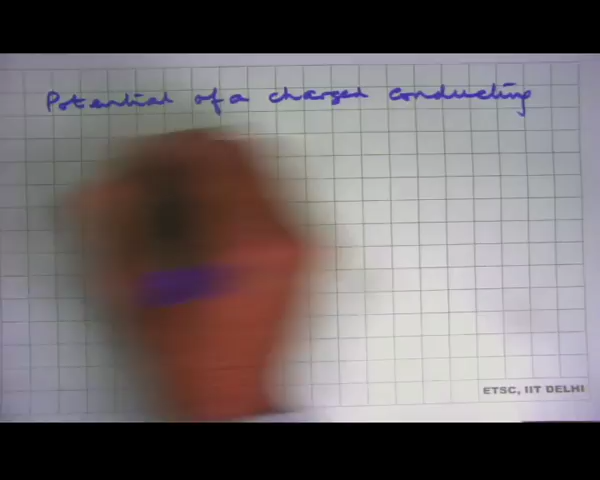 Potential of a charged conducting
ETSC, IIT DELHI